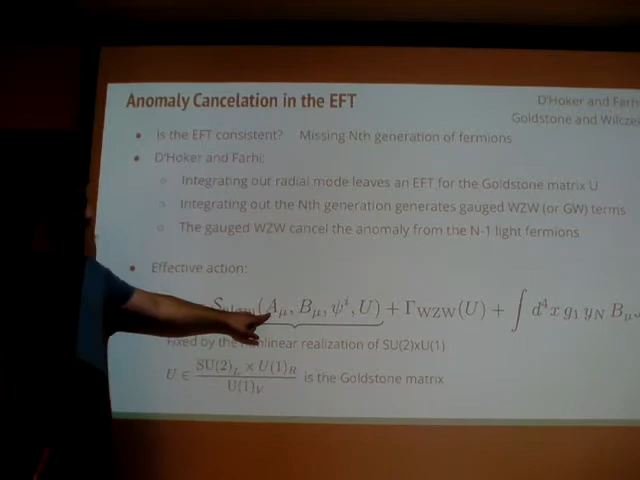 Anomaly Cancelation in the EFT
D'Hoker and Farhi
Goldstone and Wilczek
• Is the EFT consistent? Missing Nth generation of fermions
• D'Hoker and Farhi:
○ Integrating out radial mode leaves an EFT for the Goldstone matrix U
○ Integrating out the Nth generation generates gauged WZW (or GW) terms
○ The gauged WZW cancel the anomaly from the N-1 light fermions
• Effective action:
(A_μ, B_μ, ψ^i, U) + Γ_WZW(U) + ∫ d^4x g_1 y_N B_μ
Fixed by the nonlinear realization of SU(2)xU(1)
U ∈ SU(2)_L × U(1)_R / U(1)_V is the Goldstone matrix